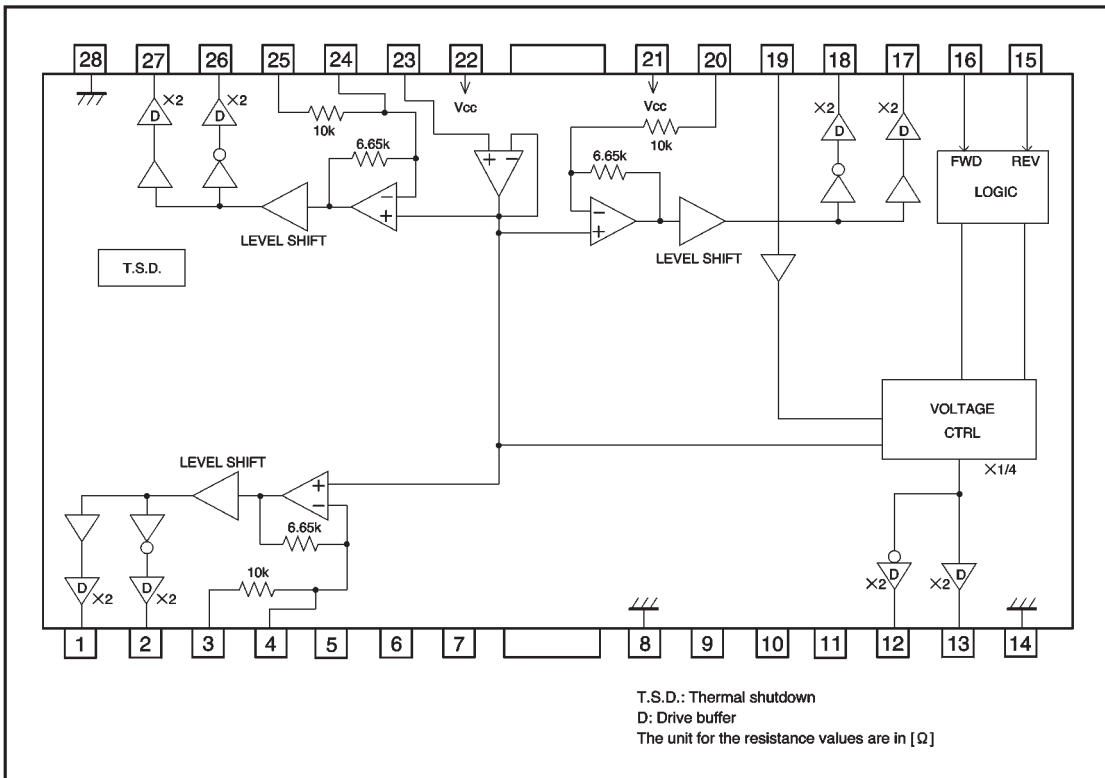 28 27 26 25 24 23 22 21 20 19 18 17 16 15
×2 ×2 Vcc Vcc ×2 ×2
D D D D
10k 10k
6.65k 6.65k
+ −
FWD REV
LOGIC
−
+
−
+
LEVEL SHIFT
LEVEL SHIFT
T.S.D.
VOLTAGE
CTRL
×1/4
LEVEL SHIFT
+
−
6.65k
10k
D ×2 D ×2
×2 D ×2 D
1 2 3 4 5 6 7 8 9 10 11 12 13 14
T.S.D.: Thermal shutdown
D: Drive buffer
The unit for the resistance values are in [Ω]